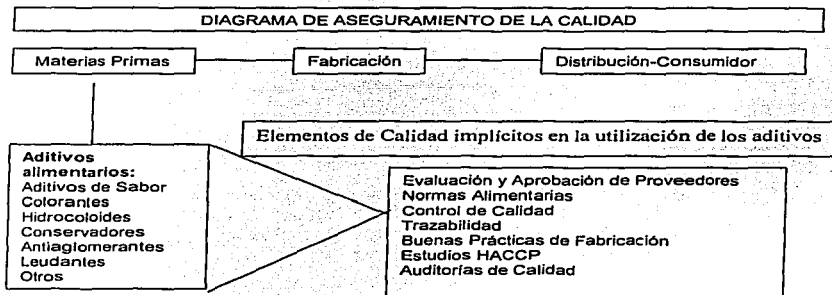 DIAGRAMA DE ASEGURAMIENTO DE LA CALIDAD
Materias Primas
Fabricación
Distribución-Consumidor
Elementos de Calidad implícitos en la utilización de los aditivos
Aditivos
alimentarios:
Aditivos de Sabor
Colorantes
Hidrocoloides
Conservadores
Antiaglomerantes
Leudantes
Otros
Evaluación y Aprobación de Proveedores
Normas Alimentarias
Control de Calidad
Trazabilidad
Buenas Prácticas de Fabricación
Estudios HACCP
Auditorías de Calidad